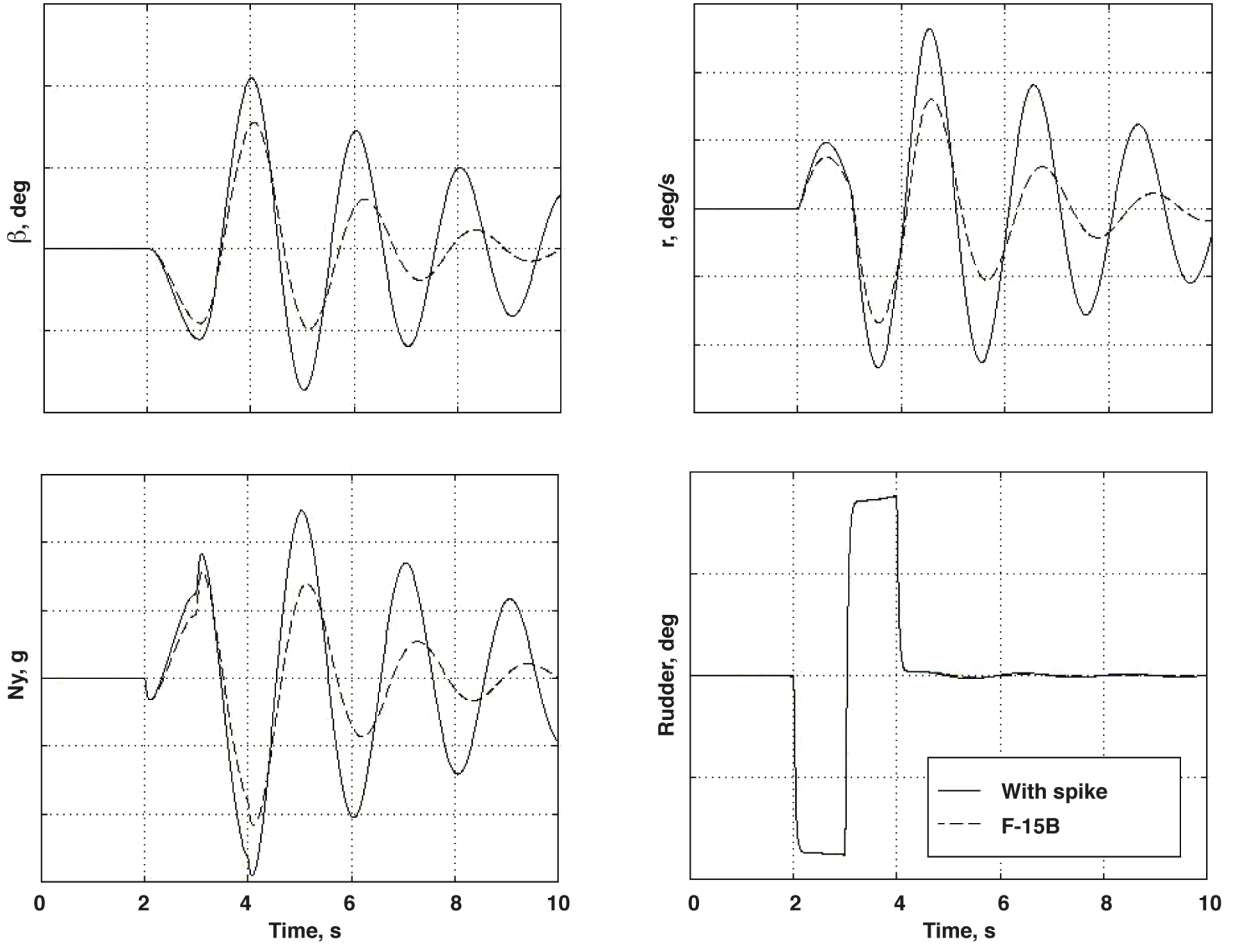 β, deg
r, deg/s
Ny, g
0 2 4 6 8 10
Time, s
Rudder, deg
With spike
F-15B
0 2 4 6 8 10
Time, s